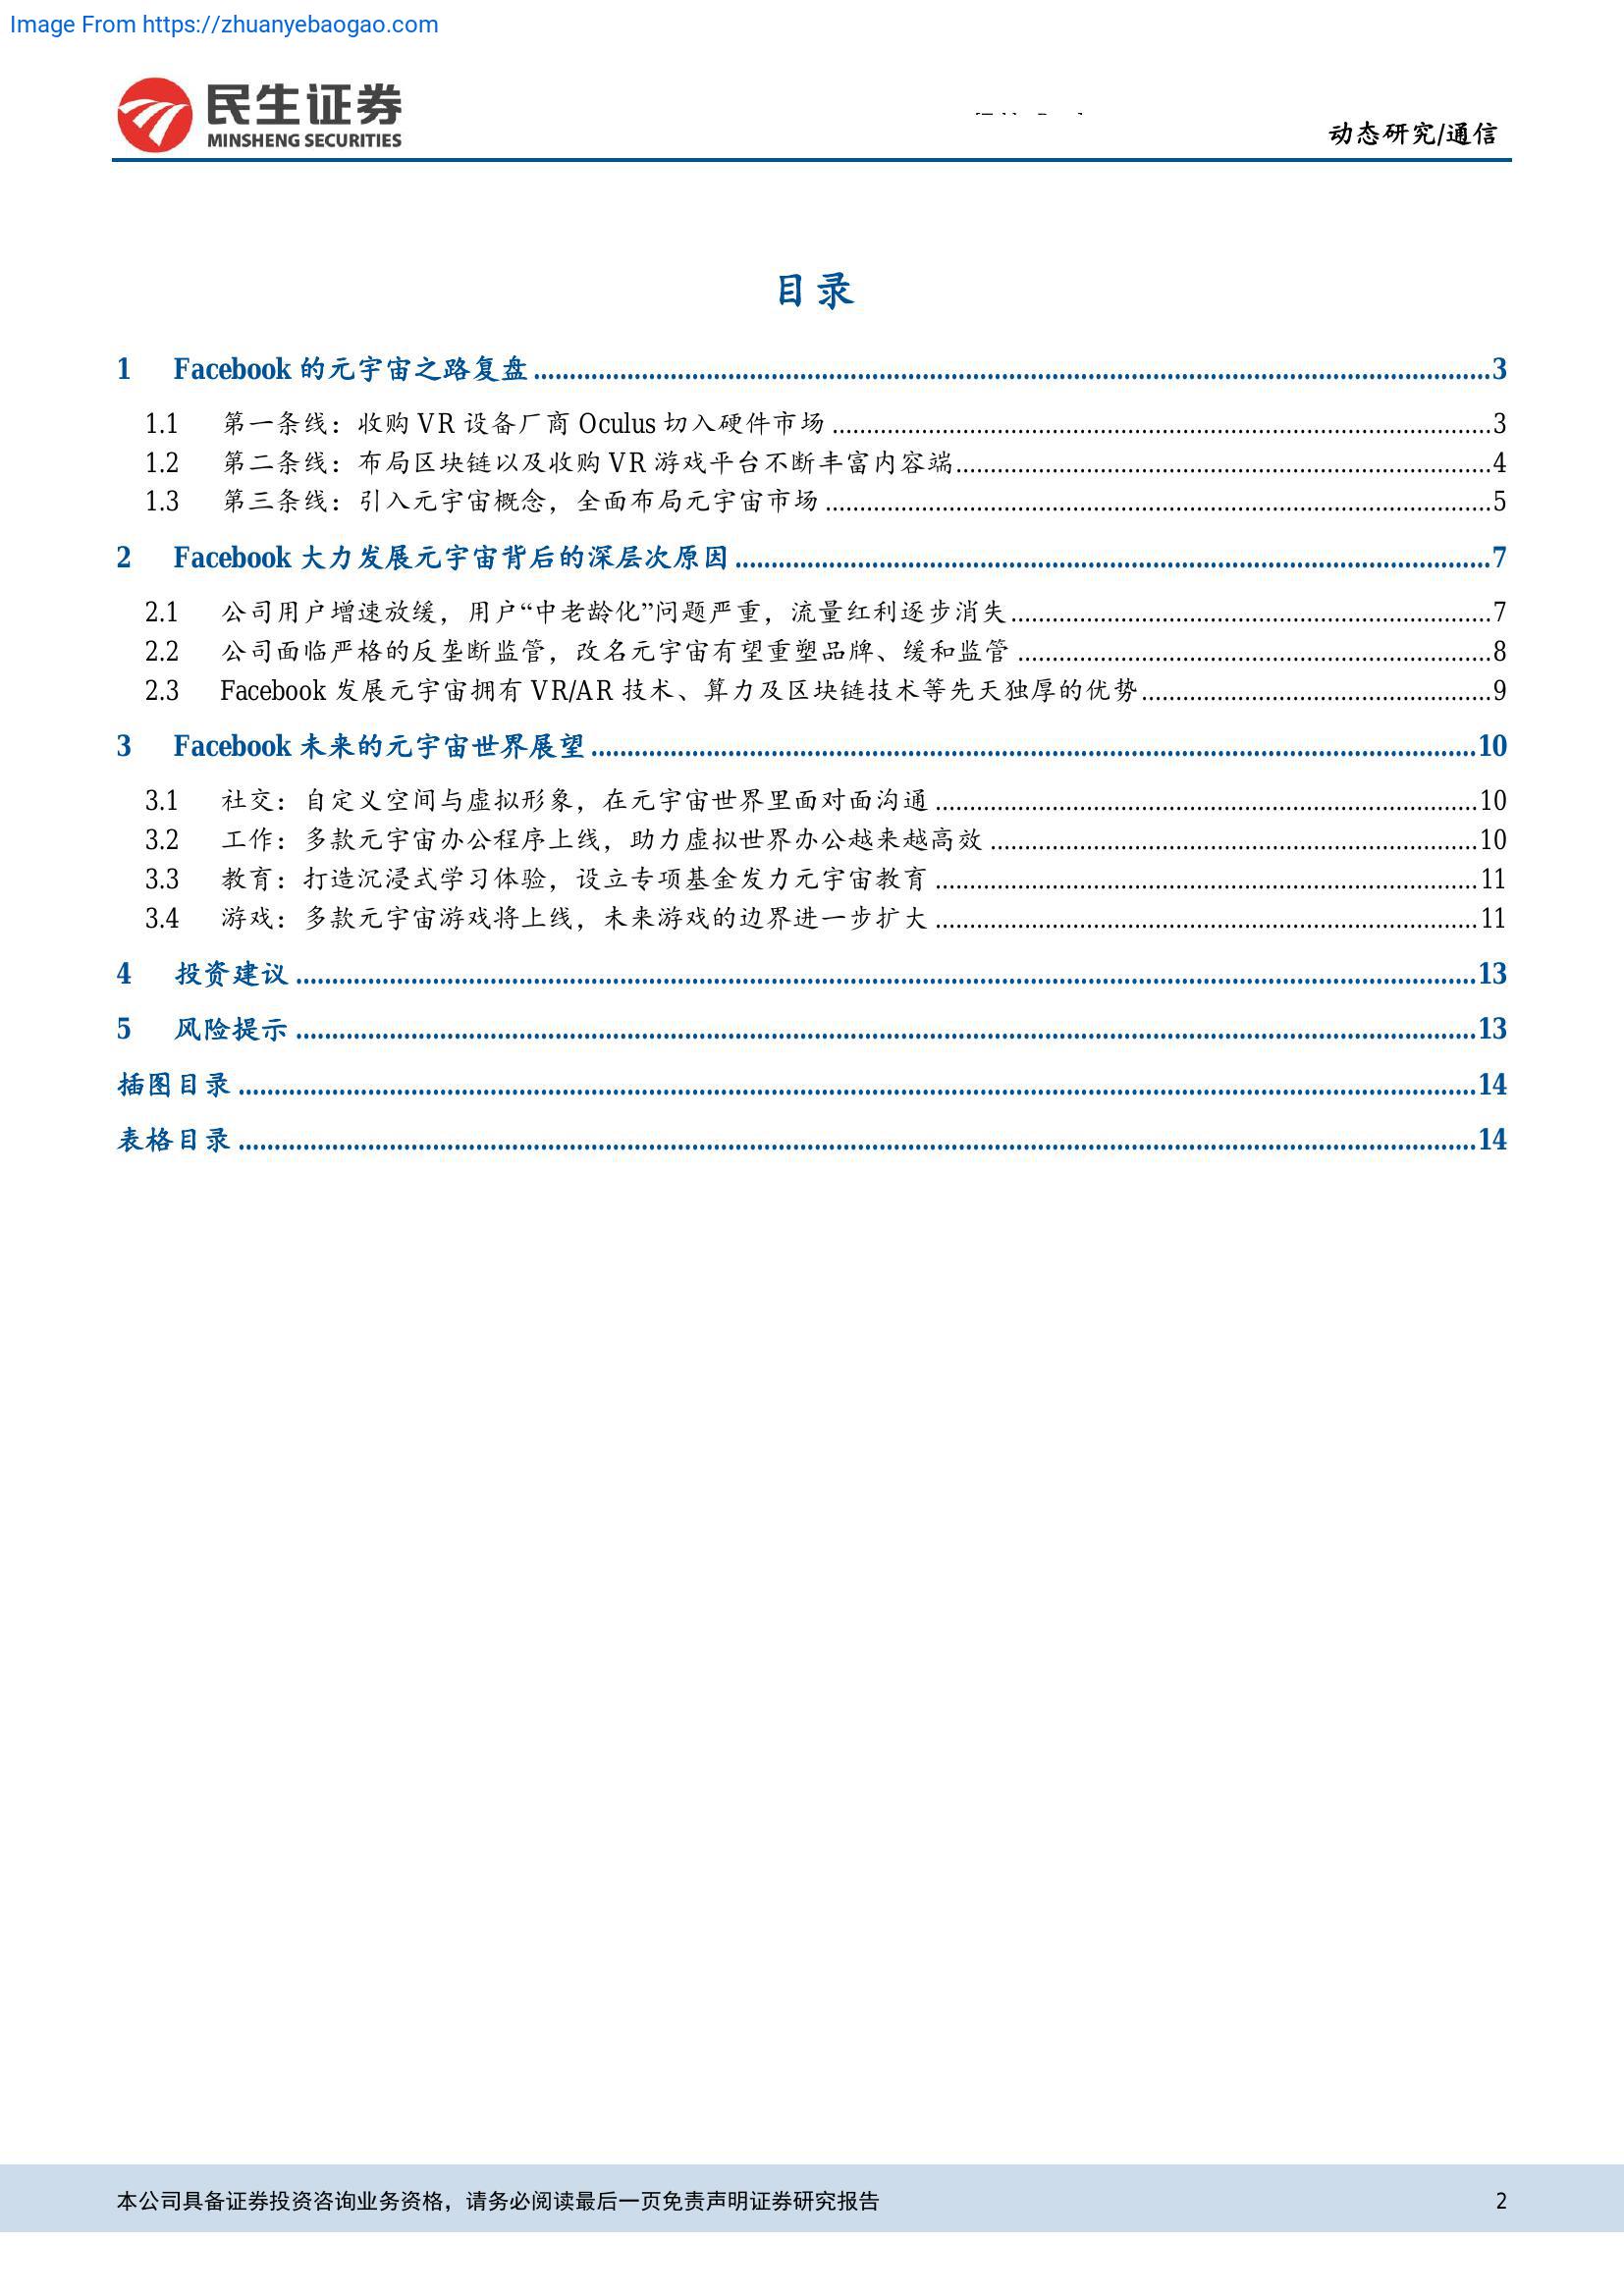 Image From https://zhuanyebaogao.com
民生证券
MINSHENG SECURITIES
动态研究/通信
目录
1 Facebook 的元宇宙之路复盘 3
1.1 第一条线：收购 VR 设备厂商 Oculus 切入硬件市场 3
1.2 第二条线：布局区块链以及收购 VR 游戏平台不断丰富内容端 4
1.3 第三条线：引入元宇宙概念，全面布局元宇宙市场 5
2 Facebook 大力发展元宇宙背后的深层次原因 7
2.1 公司用户增速放缓，用户“中老龄化”问题严重，流量红利逐步消失 7
2.2 公司面临严格的反垄断监管，改名元宇宙有望重塑品牌、缓和监管 8
2.3 Facebook 发展元宇宙拥有 VR/AR 技术、算力及区块链技术等先天独厚的优势 9
3 Facebook 未来的元宇宙世界展望 10
3.1 社交：自定义空间与虚拟形象，在元宇宙世界里面对面沟通 10
3.2 工作：多款元宇宙办公程序上线，助力虚拟世界办公越来越高效 10
3.3 教育：打造沉浸式学习体验，设立专项基金发力元宇宙教育 11
3.4 游戏：多款元宇宙游戏将上线，未来游戏的边界进一步扩大 11
4 投资建议 13
5 风险提示 13
插图目录 14
表格目录 14
本公司具备证券投资咨询业务资格，请务必阅读最后一页免责声明证券研究报告 2